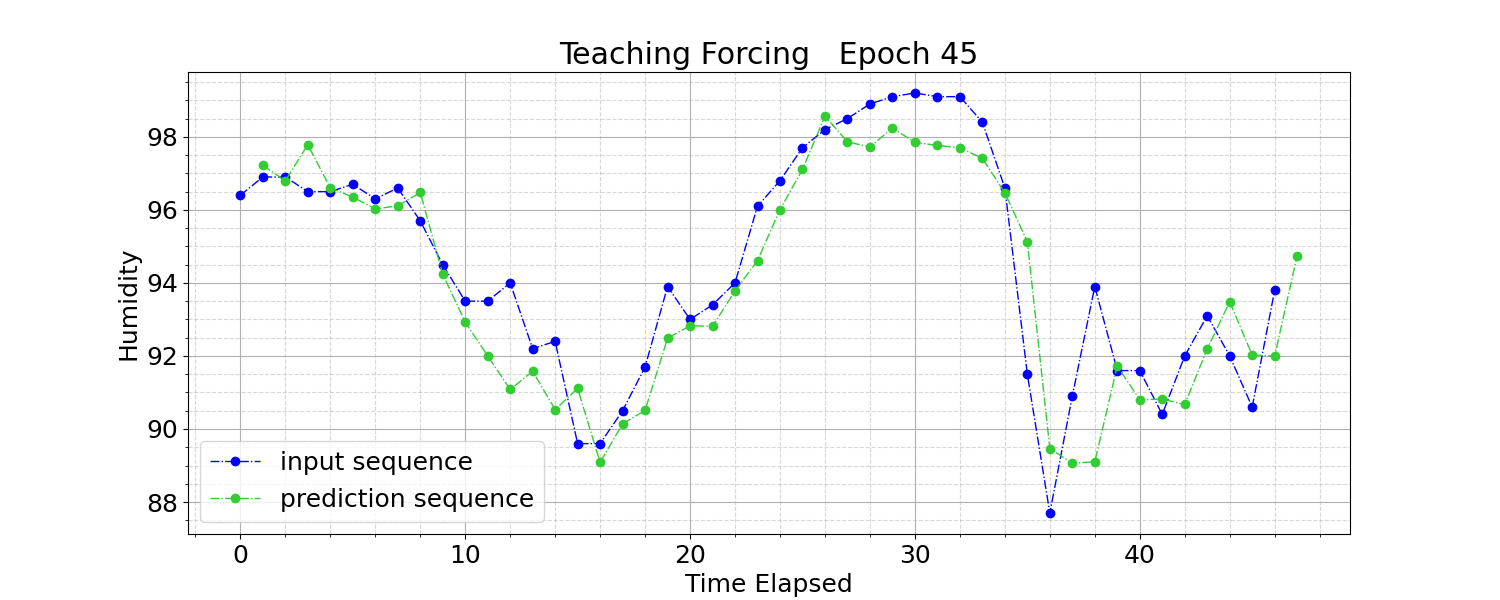 Teaching Forcing   Epoch 45
Humidity
98
96
94
92
90
88
input sequence
prediction sequence
0 10 20 30 40
Time Elapsed